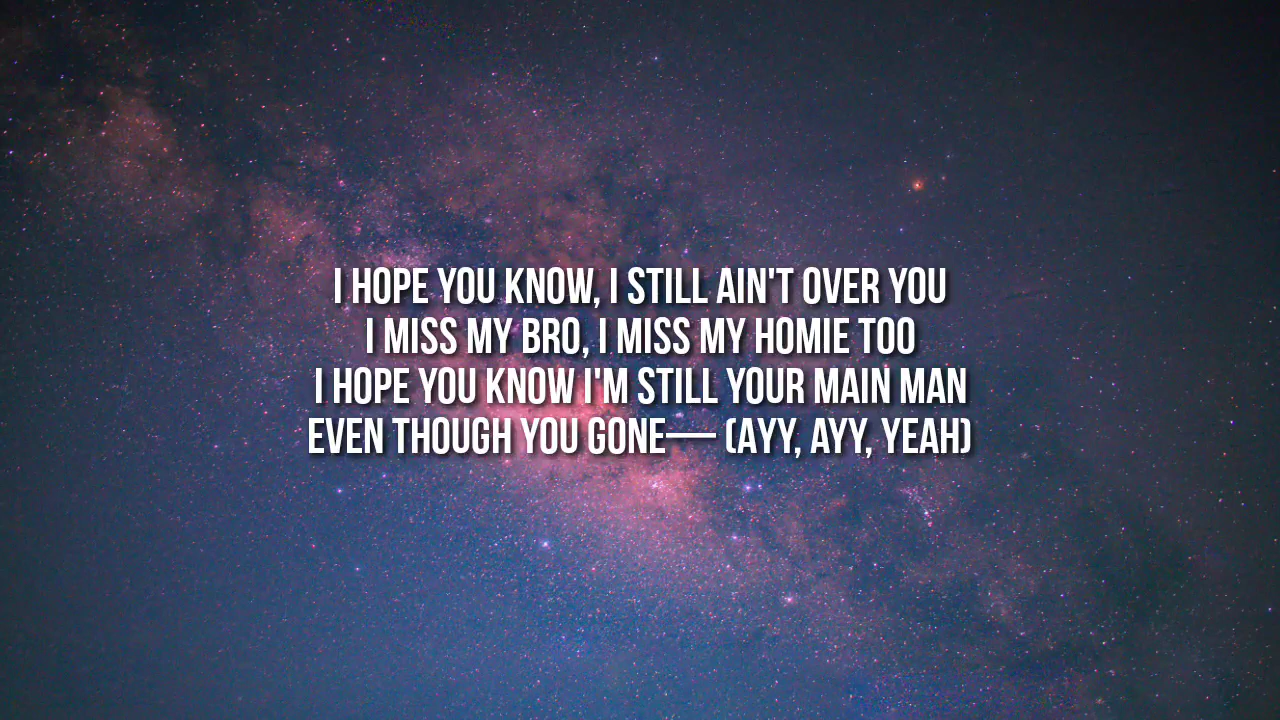 I HOPE YOU KNOW, I STILL AIN'T OVER YOU
I MISS MY BRO, I MISS MY HOMIE TOO
I HOPE YOU KNOW I'M STILL YOUR MAIN MAN
EVEN THOUGH YOU GONE— (AYY, AYY, YEAH)